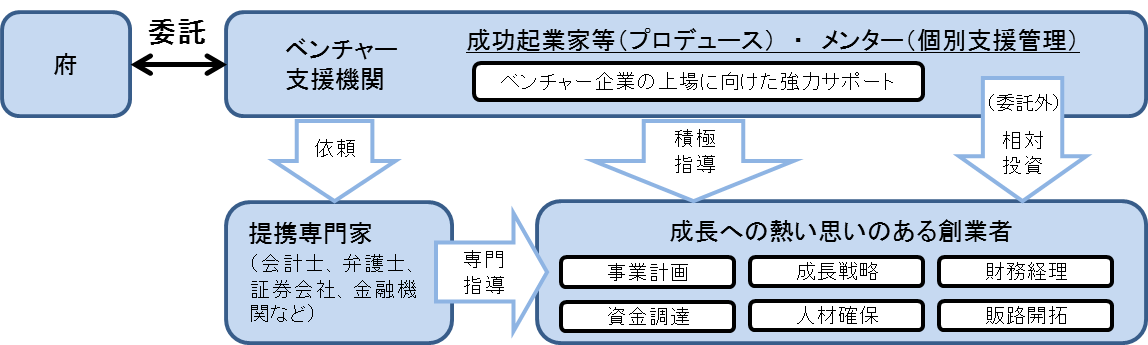 府
委託
ベンチャー
支援機関
成功起業家等（プロデュース） ・ メンター（個別支援管理）
ベンチャー企業の上場に向けた強力サポート
依頼
積極
指導
（委託外）
相対
投資
提携専門家
（会計士、弁護士、
証券会社、金融機
関など）
専門
指導
成長への熱い思いのある創業者
事業計画
成長戦略
財務経理
資金調達
人材確保
販路開拓